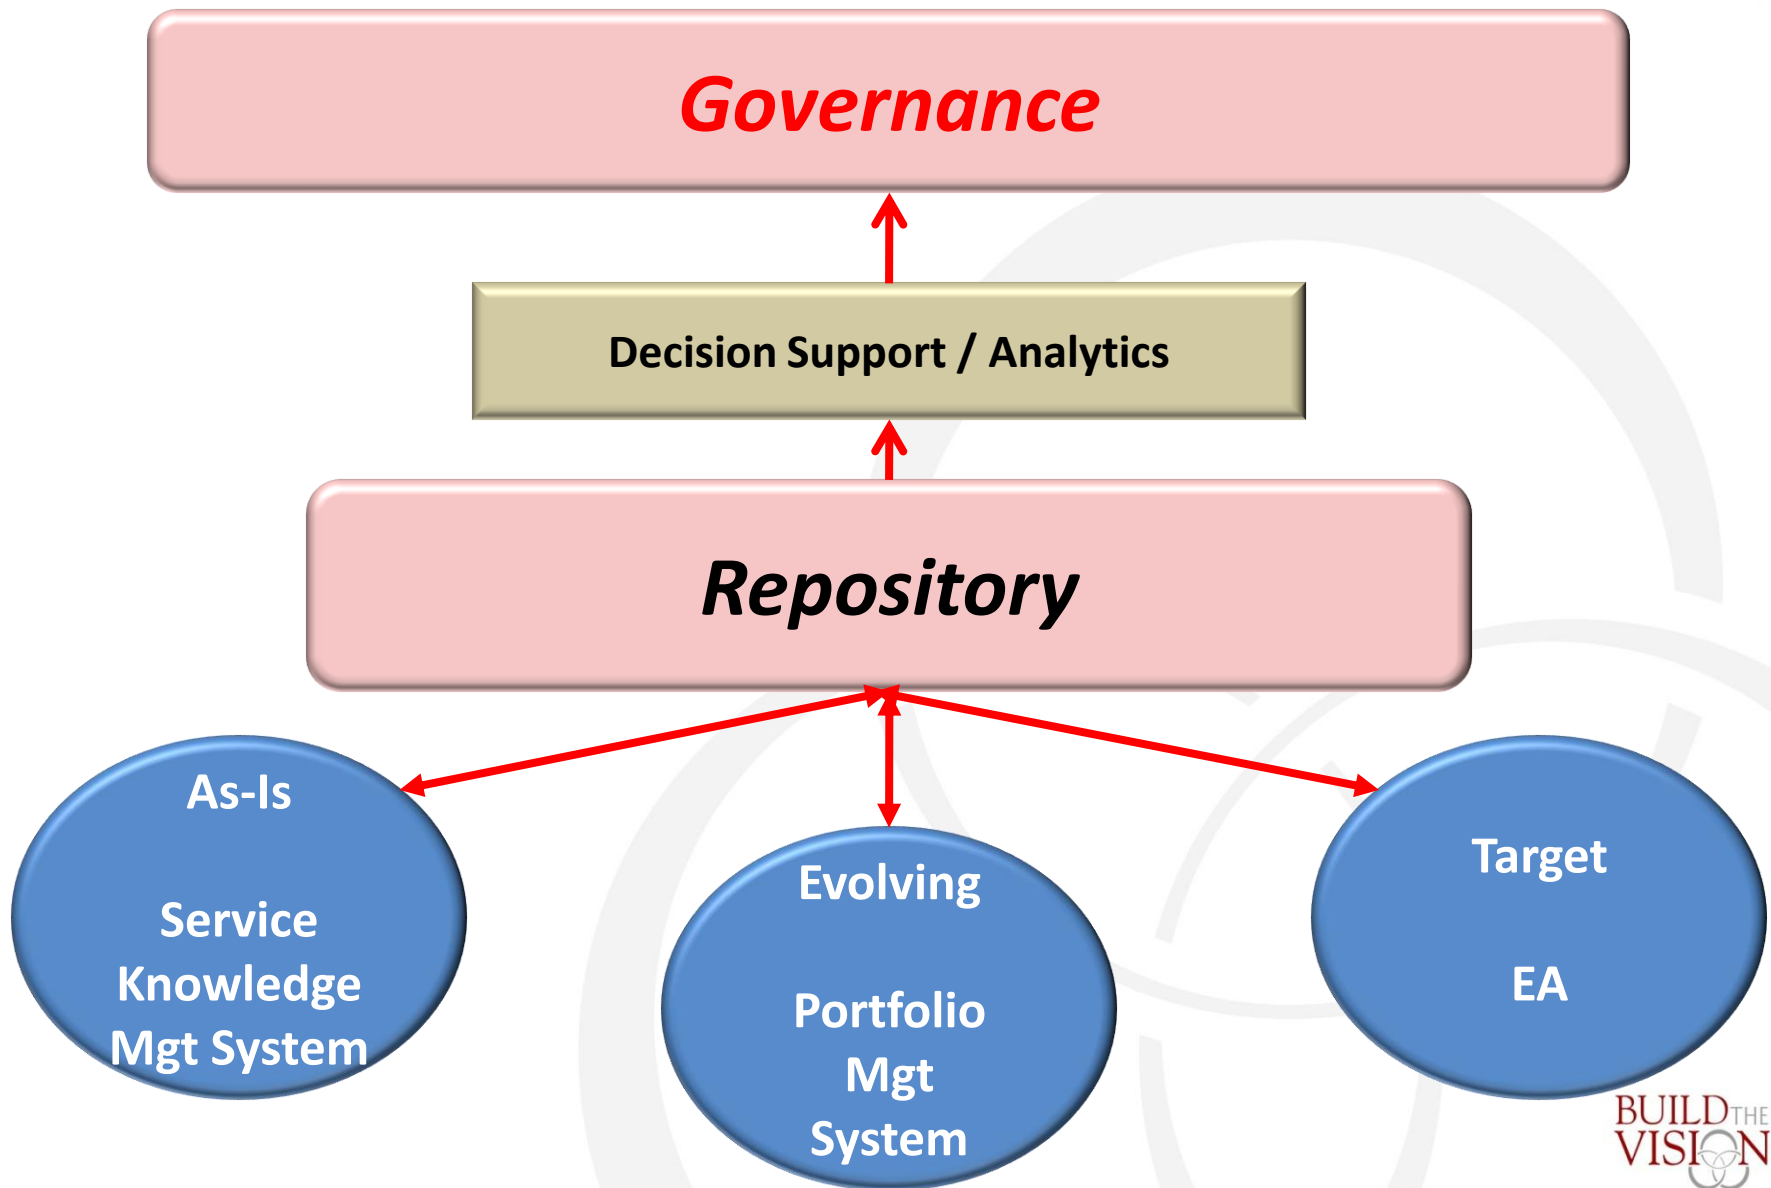 Governance
Decision Support / Analytics
Repository
As-Is
Service
Knowledge
Mgt System
Evolving
Portfolio
Mgt
System
Target
EA
BUILD THE
VISION